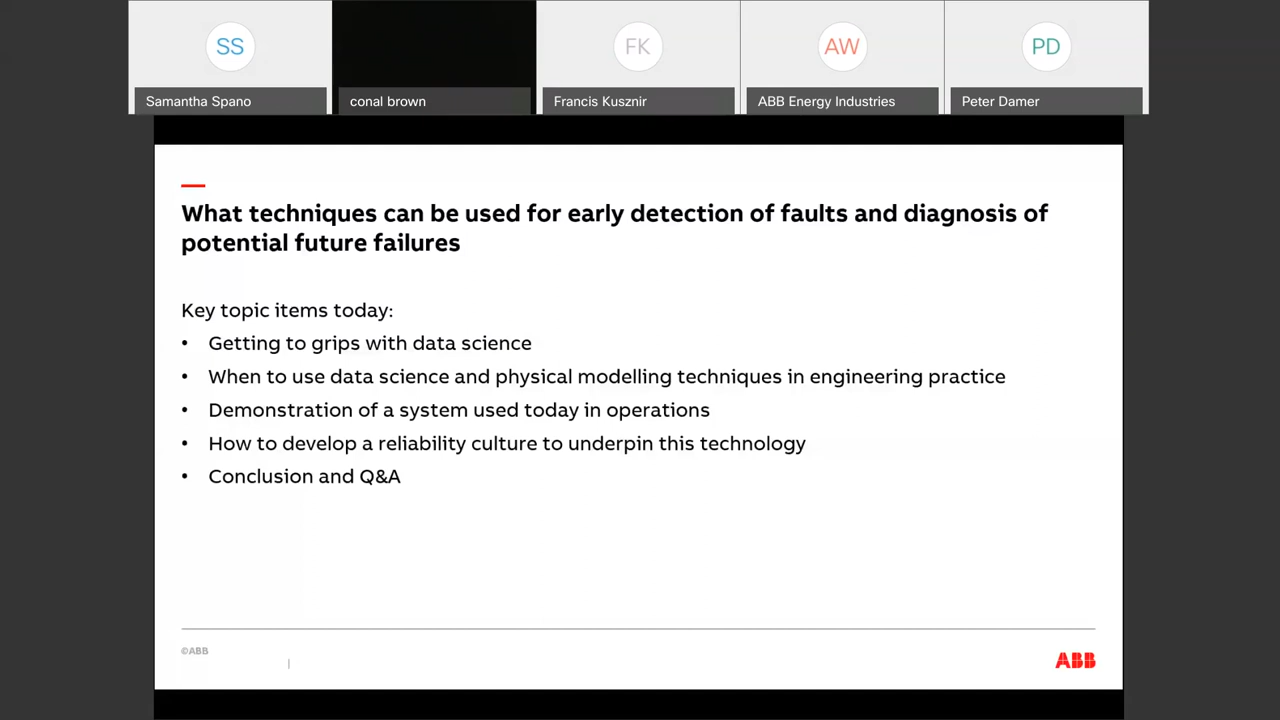 SS
FK
AW
PD
Samantha Spano
conal brown
Francis Kusznir
ABB Energy Industries
Peter Damer
What techniques can be used for early detection of faults and diagnosis of
potential future failures
Key topic items today:
• Getting to grips with data science
• When to use data science and physical modelling techniques in engineering practice
• Demonstration of a system used today in operations
• How to develop a reliability culture to underpin this technology
• Conclusion and Q&A
©ABB
|
ABB